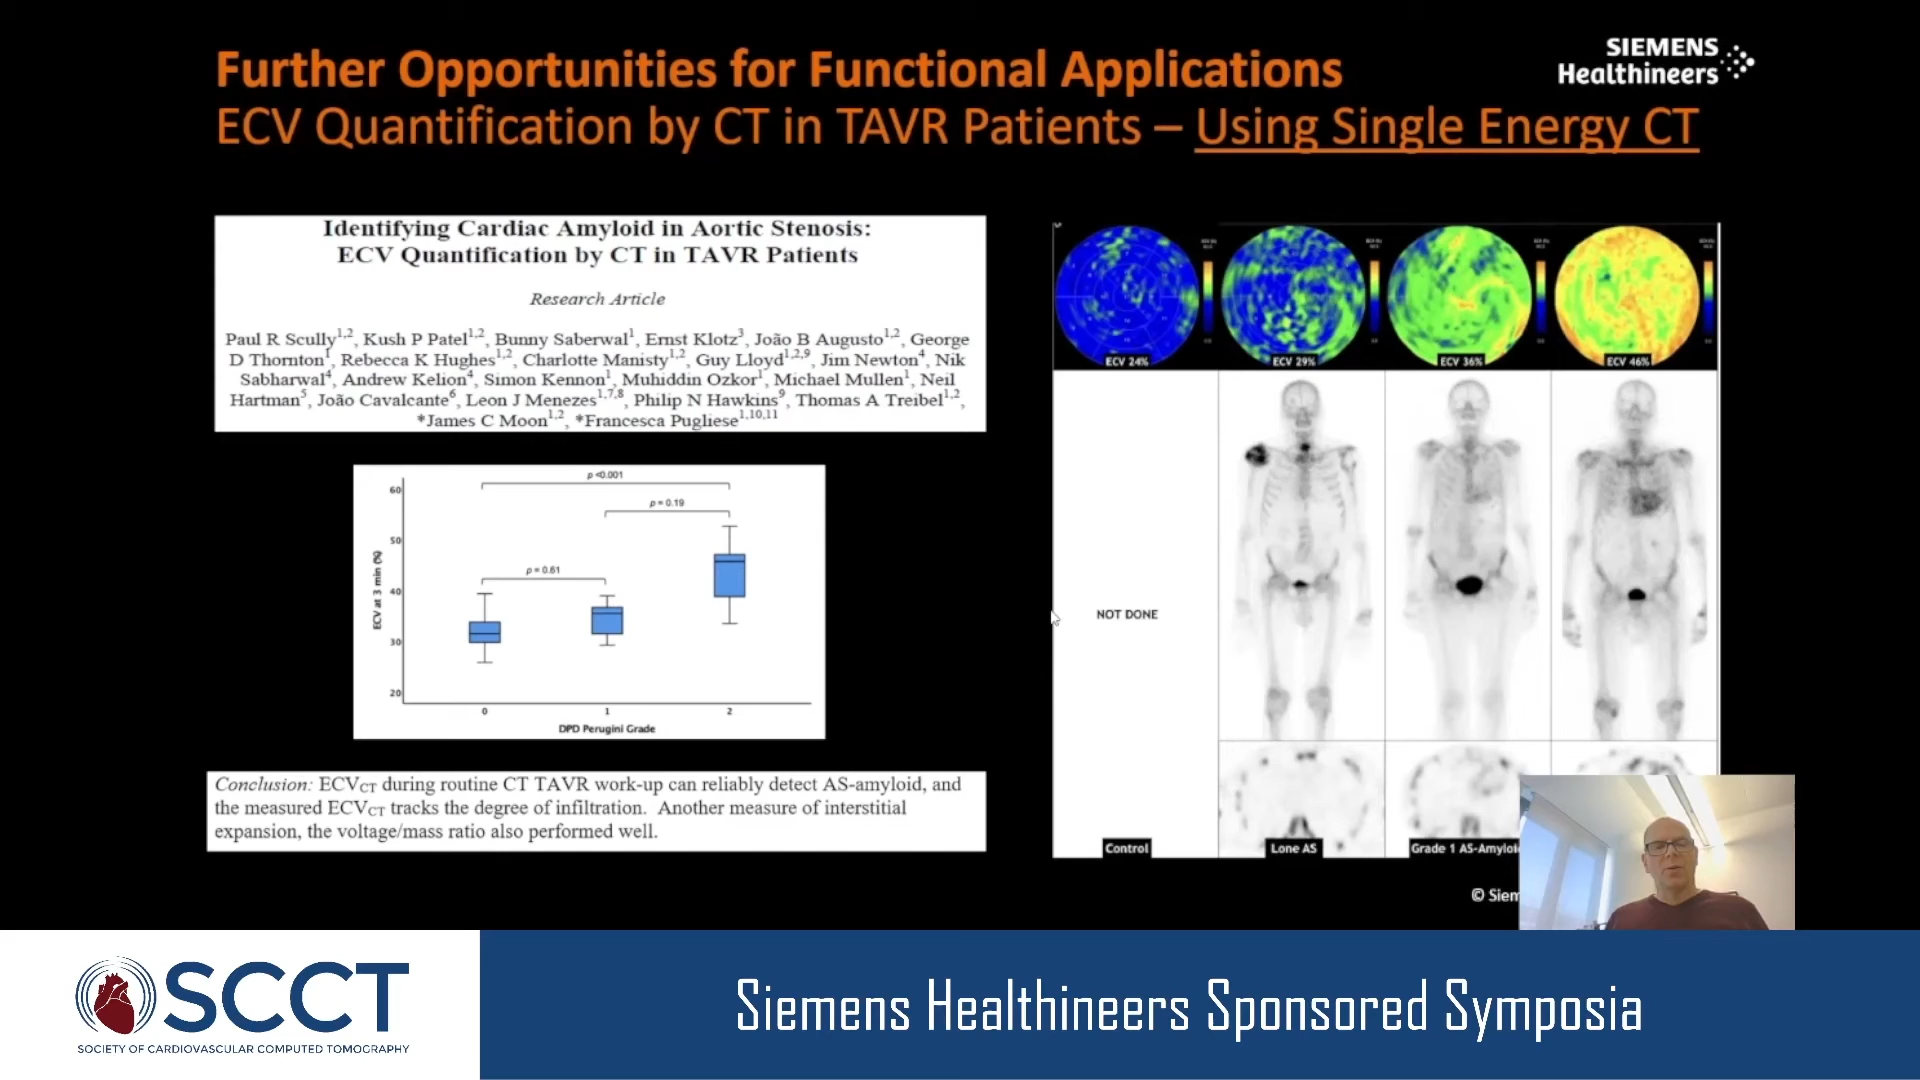 Further Opportunities for Functional Applications
ECV Quantification by CT in TAVR Patients – Using Single Energy CT
SIEMENS
Healthineers
Identifying Cardiac Amyloid in Aortic Stenosis:
ECV Quantification by CT in TAVR Patients
Research Article
Paul R Scully1,2, Kush P Patel1,2, Bunny Saberwal1, Ernst Klotz3, João B Augusto1,2, George
D Thornton1, Rebecca K Hughes1,2, Charlotte Manisty1,2, Guy Lloyd1,2,9, Jim Newton4, Nik
Sabharwal4, Andrew Kelion4, Simon Kennon1, Muhiddin Ozkor1, Michael Mullen1, Neil
Hartman5, João Cavalcante6, Leon J Menezes1,7,8, Philip N Hawkins9, Thomas A Treibel1,2,
*James C Moon1,2, *Francesca Pugliese1,10,11
p <0.001
p = 0.19
p = 0.61
ECV at 3 min (%)
60
50
40
30
20
0 1 2
DPD Perugini Grade
Conclusion: ECVCT during routine CT TAVR work-up can reliably detect AS-amyloid, and
the measured ECVCT tracks the degree of infiltration. Another measure of interstitial
expansion, the voltage/mass ratio also performed well.
ECV 24% ECV 29% ECV 36% ECV 46%
NOT DONE
Control Lone AS Grade 1 AS-Amyloi
© Siem
SCCT
SOCIETY OF CARDIOVASCULAR COMPUTED TOMOGRAPHY
Siemens Healthineers Sponsored Symposia